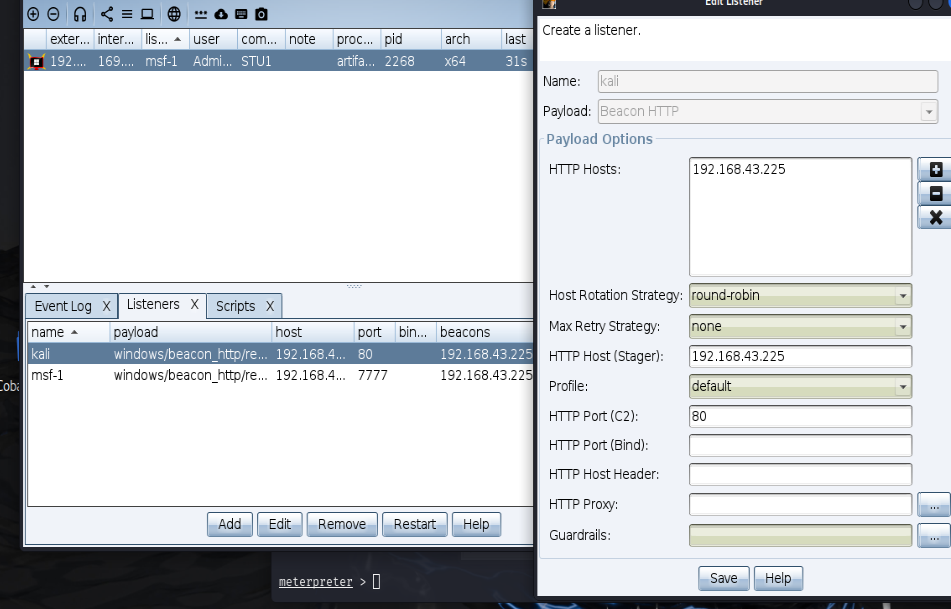 exter... inter... lis... user com... note proc... pid arch last
192.... 169.... msf-1 Admi... STU1 artifa... 2268 x64 31s
Event Log X Listeners X Scripts X
name payload host port bin... beacons
kali windows/beacon_http/re... 192.168.4... 80 192.168.43.225
msf-1 windows/beacon_http/re... 192.168.4... 7777 192.168.43.225
Add Edit Remove Restart Help
Coba
meterpreter >
Edit Listener
Create a listener.
Name: kali
Payload: Beacon HTTP
Payload Options
HTTP Hosts: 192.168.43.225
Host Rotation Strategy: round-robin
Max Retry Strategy: none
HTTP Host (Stager): 192.168.43.225
Profile: default
HTTP Port (C2): 80
HTTP Port (Bind):
HTTP Host Header:
HTTP Proxy: ...
Guardrails: ...
Save Help